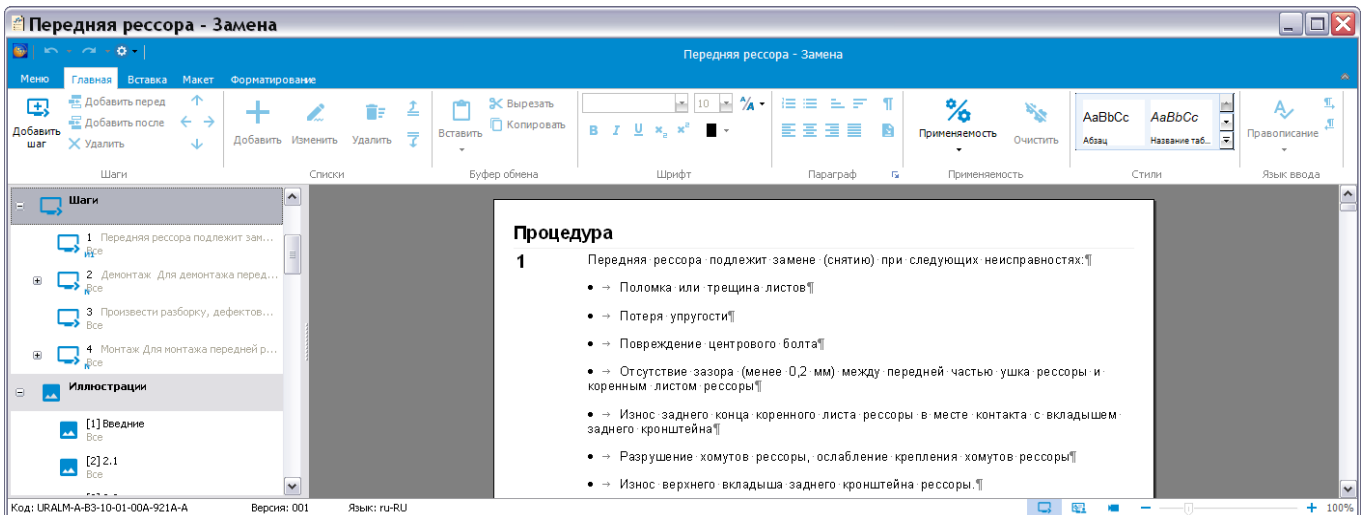 Передняя рессора - Замена
Передняя рессора - Замена
Меню Главная Вставка Макет Форматирование
Добавить шаг
Добавить перед
Добавить после
Удалить
Шаги
Добавить Изменить Удалить
Списки
Вставить
Вырезать
Копировать
Буфер обмена
10
B I U x₂ x²
Шрифт
Параграф
Применяемость Очистить
Применяемость
AaBbCc AaBbCc
Абзац Название таб...
Стили
Правописание
Язык ввода
Шаги
1 Передняя рессора подлежит зам...
Все
2 Демонтаж Для демонтажа перед...
Все
3 Произвести разборку, дефектов...
Все
4 Монтаж Для монтажа передней р...
Все
Иллюстрации
[1] Введние
Все
[2] 2.1
Все
Процедура
1 Передняя рессора подлежит замене (снятию) при следующих неисправностях:¶
• → Поломка или трещина листов¶
• → Потеря упругости¶
• → Повреждение центрового болта¶
• → Отсутствие зазора (менее 0,2 мм) между передней частью ушка рессоры и
коренным листом рессоры¶
• → Износ заднего конца коренного листа рессоры в месте контакта с вкладышем
заднего кронштейна¶
• → Разрушение хомутов рессоры, ослабление крепления хомутов рессоры¶
• → Износ верхнего вкладыша заднего кронштейна рессоры.¶
Код: URALM-A-B3-10-01-00A-921A-A Версия: 001 Язык: ru-RU 100%